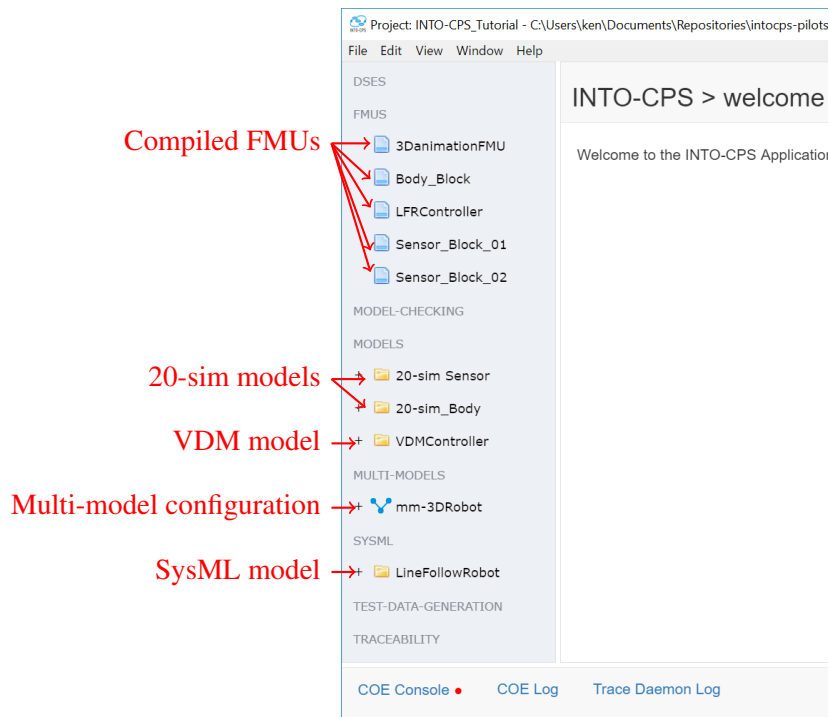 Project: INTO-CPS_Tutorial - C:\Users\ken\Documents\Repositories\intocps-pilots
File Edit View Window Help
DSES
INTO-CPS > welcome
FMUS
Compiled FMUs
3DanimationFMU
Welcome to the INTO-CPS Application
Body_Block
LFRController
Sensor_Block_01
Sensor_Block_02
MODEL-CHECKING
MODELS
20-sim models
+ 20-sim Sensor
+ 20-sim_Body
VDM model
+ VDMController
MULTI-MODELS
Multi-model configuration
+ mm-3DRobot
SYSML
SysML model
+ LineFollowRobot
TEST-DATA-GENERATION
TRACEABILITY
COE Console COE Log Trace Daemon Log